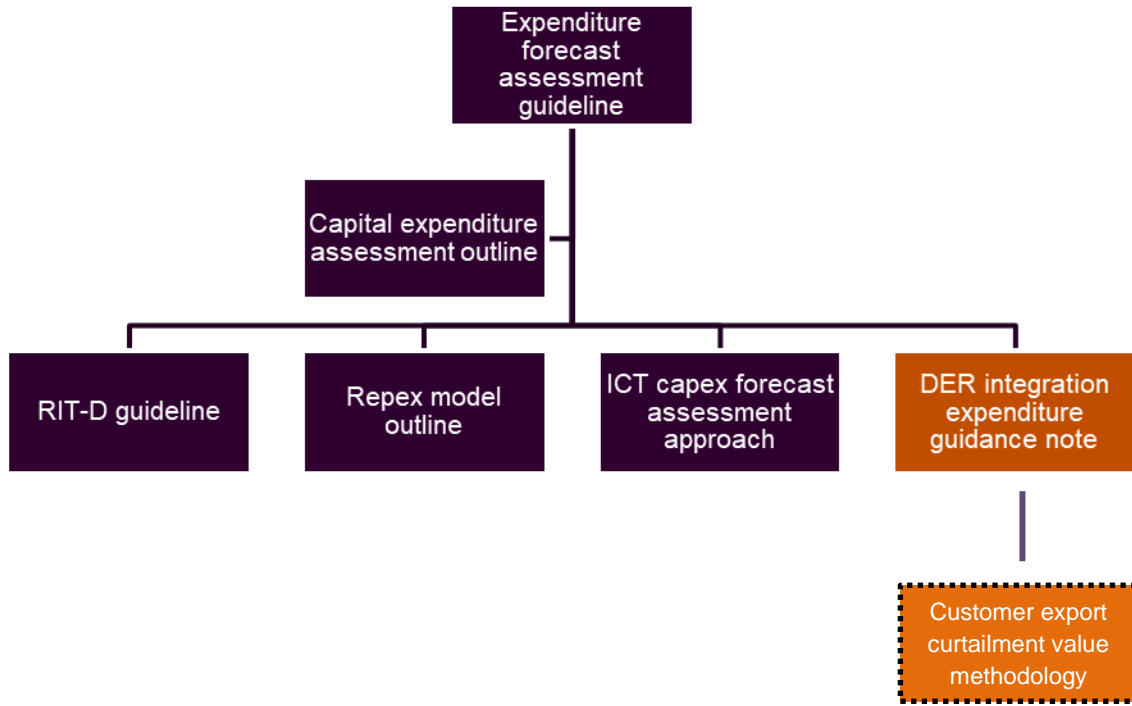 Expenditure
forecast
assessment
guideline
Capital expenditure
assessment outline
RIT-D guideline
Repex model
outline
ICT capex forecast
assessment
approach
DER integration
expenditure
guidance note
Customer export
curtailment value
methodology